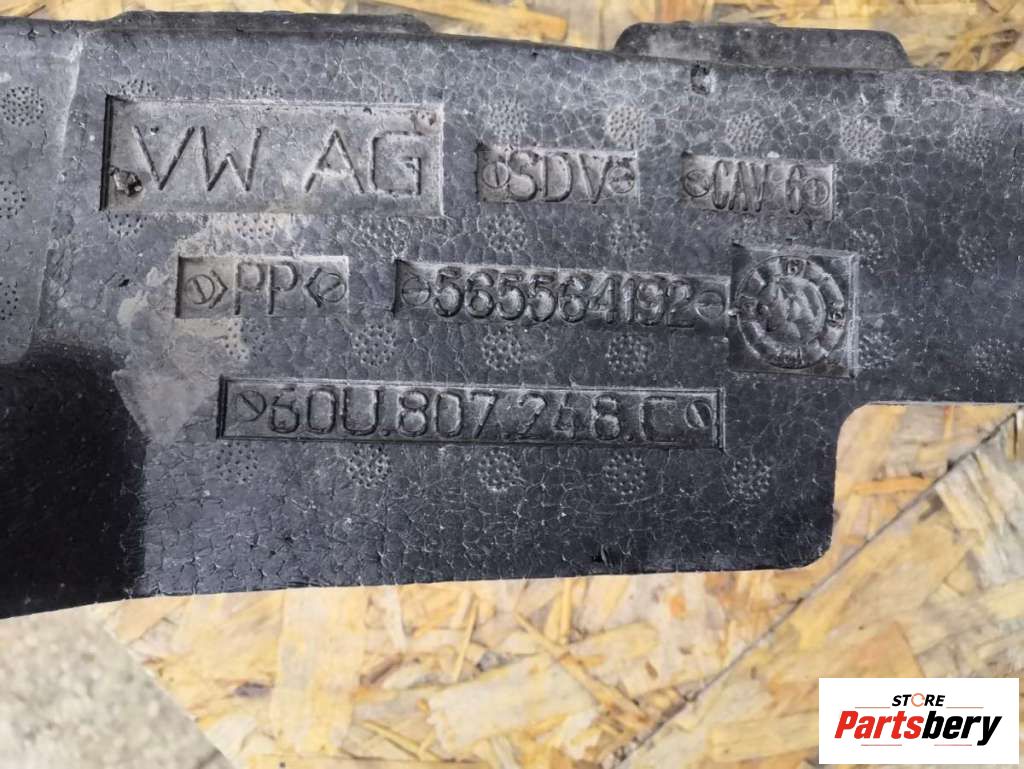 VW AG
SDV
CAV 6
>PP<
565564192
60U.807.248.C
STORE
Partsbery